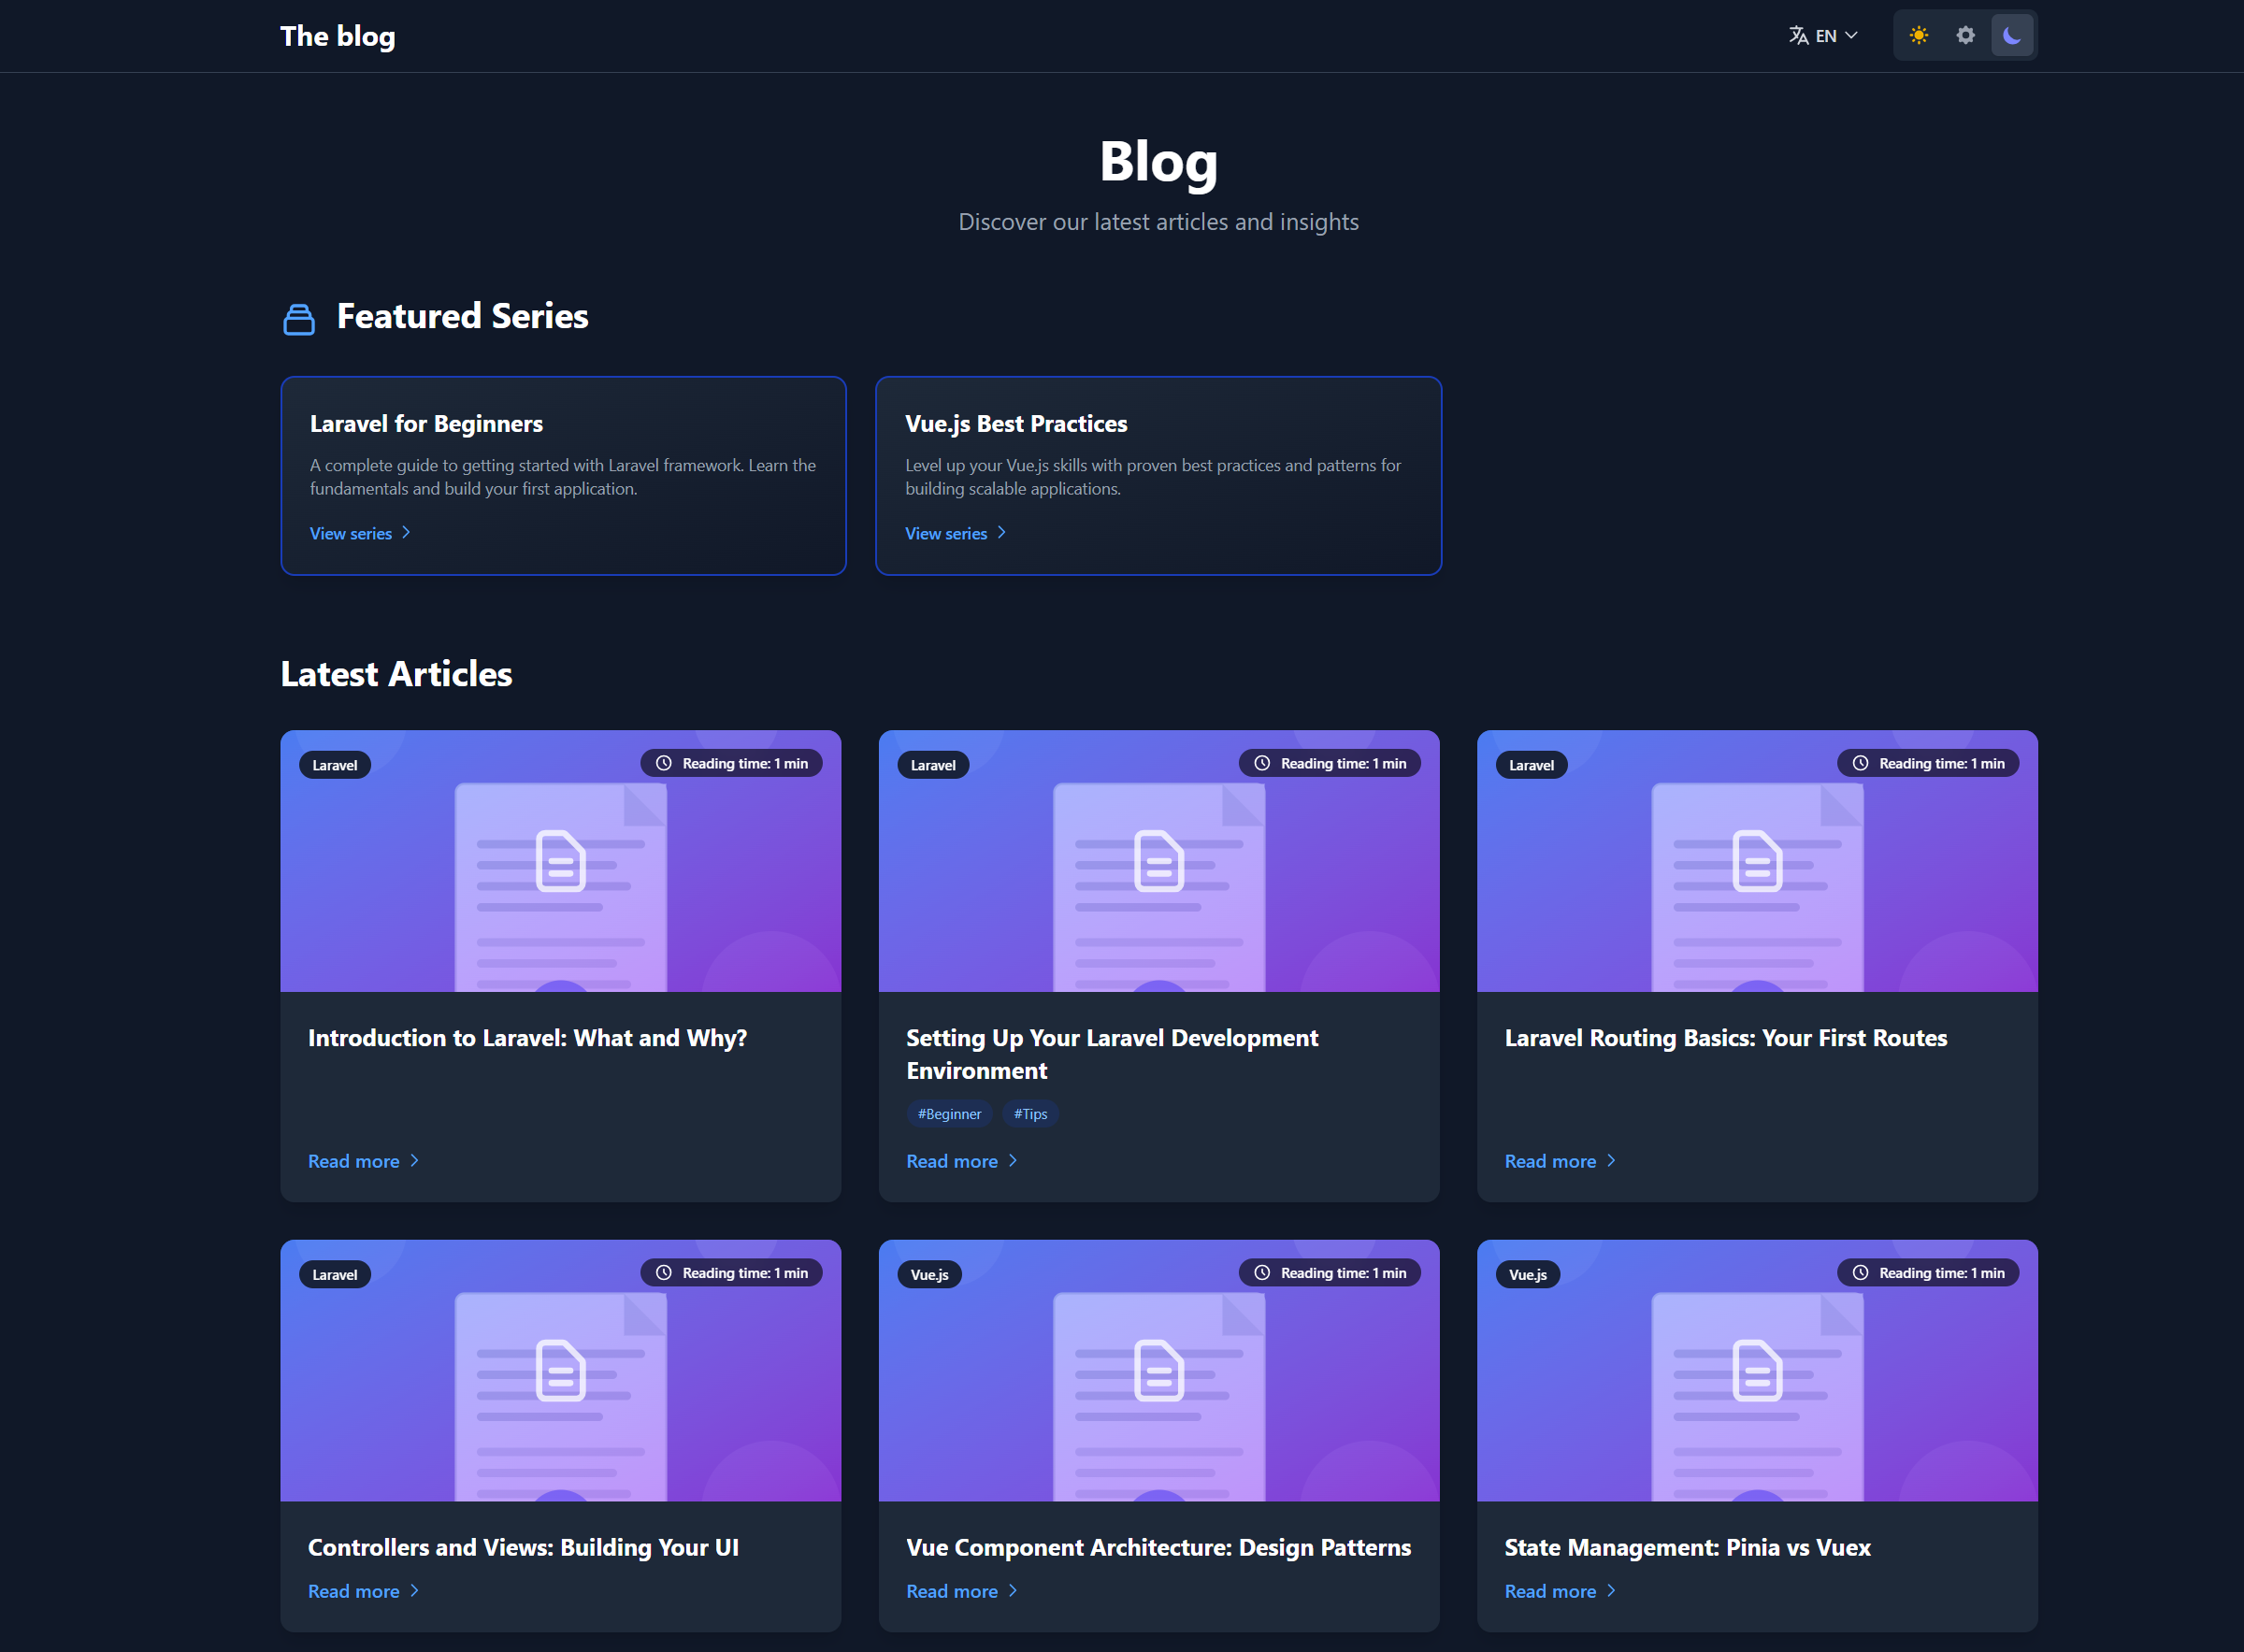 The blog
EN
Blog
Discover our latest articles and insights
Featured Series
Laravel for Beginners
A complete guide to getting started with Laravel framework. Learn the
fundamentals and build your first application.
View series
Vue.js Best Practices
Level up your Vue.js skills with proven best practices and patterns for
building scalable applications.
View series
Latest Articles
Laravel
Reading time: 1 min
Introduction to Laravel: What and Why?
Read more
Laravel
Reading time: 1 min
Setting Up Your Laravel Development
Environment
#Beginner #Tips
Read more
Laravel
Reading time: 1 min
Laravel Routing Basics: Your First Routes
Read more
Laravel
Reading time: 1 min
Controllers and Views: Building Your UI
Read more
Vue.js
Reading time: 1 min
Vue Component Architecture: Design Patterns
Read more
Vue.js
Reading time: 1 min
State Management: Pinia vs Vuex
Read more